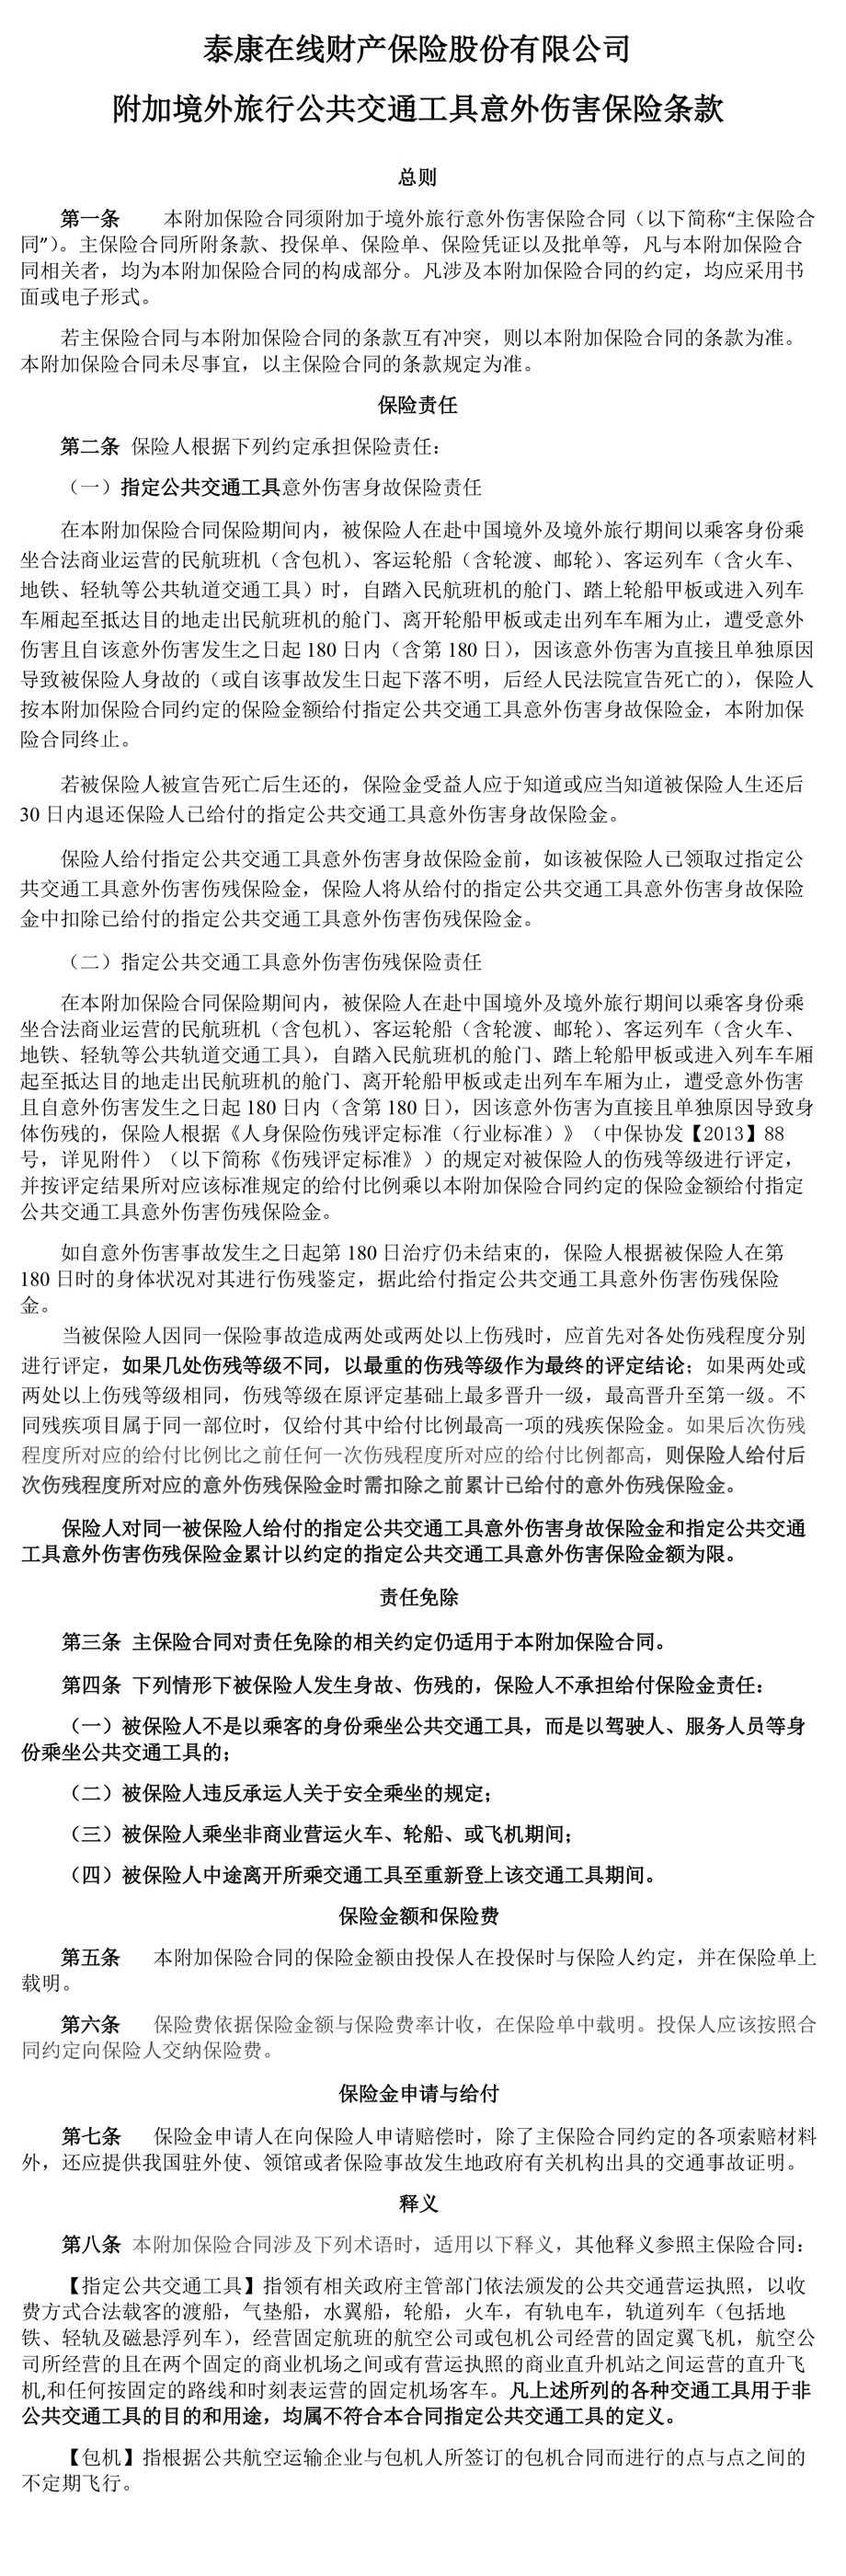 泰康在线财产保险股份有限公司
附加境外旅行公共交通工具意外伤害保险条款
总则
第一条 本附加保险合同须附加于境外旅行意外伤害保险合同（以下简称“主保险合
同”）。主保险合同所附条款、投保单、保险单、保险凭证以及批单等，凡与本附加保险合
同相关者，均为本附加保险合同的构成部分。凡涉及本附加保险合同的约定，均应采用书
面或电子形式。
若主保险合同与本附加保险合同的条款互有冲突，则以本附加保险合同的条款为准。
本附加保险合同未尽事宜，以主保险合同的条款规定为准。
保险责任
第二条 保险人根据下列约定承担保险责任：
（一）指定公共交通工具意外伤害身故保险责任
在本附加保险合同保险期间内，被保险人在赴中国境外及境外旅行期间以乘客身份乘
坐合法商业运营的民航班机（含包机）、客运轮船（含轮渡、邮轮）、客运列车（含火车、
地铁、轻轨等公共轨道交通工具）时，自踏入民航班机的舱门、踏上轮船甲板或进入列车
车厢起至抵达目的地走出民航班机的舱门、离开轮船甲板或走出列车车厢为止，遭受意外
伤害且自该意外伤害发生之日起 180 日内（含第 180 日），因该意外伤害为直接且单独原因
导致被保险人身故的（或自该事故发生日起下落不明，后经人民法院宣告死亡的），保险人
按本附加保险合同约定的保险金额给付指定公共交通工具意外伤害身故保险金，本附加保
险合同终止。
若被保险人被宣告死亡后生还的，保险金受益人应于知道或应当知道被保险人生还后
30 日内退还保险人已给付的指定公共交通工具意外伤害身故保险金。
保险人给付指定公共交通工具意外伤害身故保险金前，如该被保险人已领取过指定公
共交通工具意外伤害伤残保险金，保险人将从给付的指定公共交通工具意外伤害身故保险
金中扣除已给付的指定公共交通工具意外伤害伤残保险金。
（二）指定公共交通工具意外伤害伤残保险责任
在本附加保险合同保险期间内，被保险人在赴中国境外及境外旅行期间以乘客身份乘
坐合法商业运营的民航班机（含包机）、客运轮船（含轮渡、邮轮）、客运列车（含火车、
地铁、轻轨等公共轨道交通工具），自踏入民航班机的舱门、踏上轮船甲板或进入列车车厢
起至抵达目的地走出民航班机的舱门、离开轮船甲板或走出列车车厢为止，遭受意外伤害
且自意外伤害发生之日起 180 日内（含第 180 日），因该意外伤害为直接且单独原因导致身
体伤残的，保险人根据《人身保险伤残评定标准（行业标准）》（中保协发【2013】88
号，详见附件）（以下简称《伤残评定标准》）的规定对被保险人的伤残等级进行评定，
并按评定结果所对应该标准规定的给付比例乘以本附加保险合同约定的保险金额给付指定
公共交通工具意外伤害伤残保险金。
如自意外伤害事故发生之日起第 180 日治疗仍未结束的，保险人根据被保险人在第
180 日时的身体状况对其进行伤残鉴定，据此给付指定公共交通工具意外伤害伤残保险
金。
当被保险人因同一保险事故造成两处或两处以上伤残时，应首先对各处伤残程度分别
进行评定，如果几处伤残等级不同，以最重的伤残等级作为最终的评定结论；如果两处或
两处以上伤残等级相同，伤残等级在原评定基础上最多晋升一级，最高晋升至第一级。不
同残疾项目属于同一部位时，仅给付其中给付比例最高一项的残疾保险金。如果后次伤残
程度所对应的给付比例比之前任何一次伤残程度所对应的给付比例都高，则保险人给付后
次伤残程度所对应的意外伤残保险金时需扣除之前累计已给付的意外伤残保险金。
保险人对同一被保险人给付的指定公共交通工具意外伤害身故保险金和指定公共交通
工具意外伤害伤残保险金累计以约定的指定公共交通工具意外伤害保险金额为限。
责任免除
第三条 主保险合同对责任免除的相关约定仍适用于本附加保险合同。
第四条 下列情形下被保险人发生身故、伤残的，保险人不承担给付保险金责任：
（一）被保险人不是以乘客的身份乘坐公共交通工具，而是以驾驶人、服务人员等身
份乘坐公共交通工具的；
（二）被保险人违反承运人关于安全乘坐的规定；
（三）被保险人乘坐非商业营运火车、轮船、或飞机期间；
（四）被保险人中途离开所乘交通工具至重新登上该交通工具期间。
保险金额和保险费
第五条 本附加保险合同的保险金额由投保人在投保时与保险人约定，并在保险单上
载明。
第六条 保险费依据保险金额与保险费率计收，在保险单中载明。投保人应该按照合
同约定向保险人交纳保险费。
保险金申请与给付
第七条 保险金申请人在向保险人申请赔偿时，除了主保险合同约定的各项索赔材料
外，还应提供我国驻外使、领馆或者保险事故发生地政府有关机构出具的交通事故证明。
释义
第八条 本附加保险合同涉及下列术语时，适用以下释义，其他释义参照主保险合同：
【指定公共交通工具】指领有相关政府主管部门依法颁发的公共交通营运执照，以收
费方式合法载客的渡船，气垫船，水翼船，轮船，火车，有轨电车，轨道列车（包括地
铁、轻轨及磁悬浮列车），经营固定航班的航空公司或包机公司经营的固定翼飞机，航空公
司所经营的且在两个固定的商业机场之间或有营运执照的商业直升机站之间运营的直升飞
机,和任何按固定的路线和时刻表运营的固定机场客车。凡上述所列的各种交通工具用于非
公共交通工具的目的和用途，均属不符合本合同指定公共交通工具的定义。
【包机】指根据公共航空运输企业与包机人所签订的包机合同而进行的点与点之间的
不定期飞行。